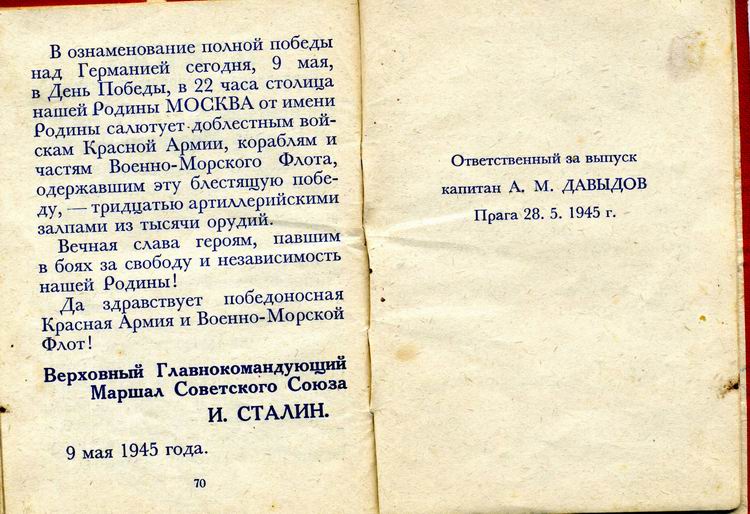 В ознаменование полной победы
над Германией сегодня, 9 мая,
в День Победы, в 22 часа столица
нашей Родины МОСКВА от имени
Родины салютует доблестным вой-
скам Красной Армии, кораблям и
частям Военно-Морского Флота,
одержавшим эту блестящую побе-
ду, — тридцатью артиллерийскими
залпами из тысячи орудий.
Вечная слава героям, павшим
в боях за свободу и независимость
нашей Родины!
Да здравствует победоносная
Красная Армия и Военно-Морской
Флот!
Верховный Главнокомандующий
Маршал Советского Союза
И. СТАЛИН.
9 мая 1945 года.
70
Ответственный за выпуск
капитан А. М. ДАВЫДОВ
Прага 28. 5. 1945 г.